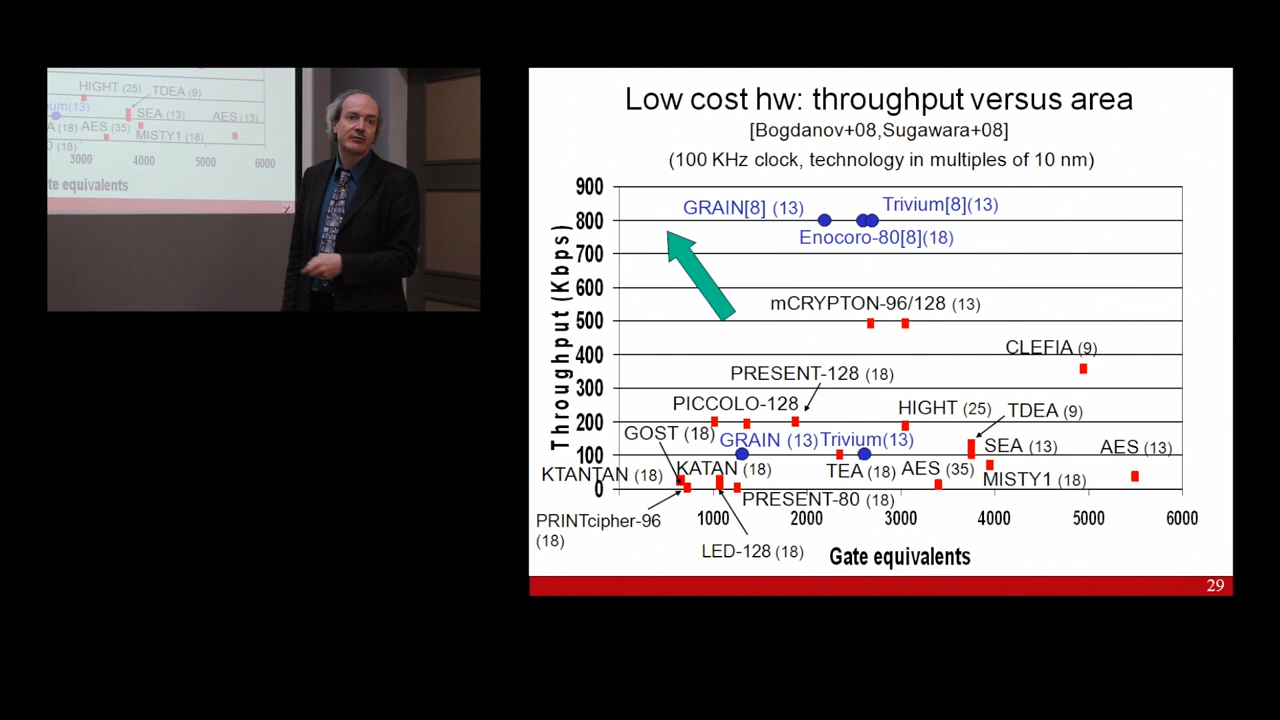 HIGHT (25)
TDEA (9)
um(13)
SEA (13)
AES (13)
A (18)
AES (35)
MISTY1 (18)
(18)
3000
4000
5000
6000
te equivalents
Low cost hw: throughput versus area
[Bogdanov+08,Sugawara+08]
(100 KHz clock, technology in multiples of 10 nm)
Throughput (Kbps)
900
800
700
600
500
400
300
200
100
0
GRAIN[8] (13)
Trivium[8](13)
Enocoro-80[8](18)
mCRYPTON-96/128 (13)
CLEFIA (9)
PRESENT-128 (18)
PICCOLO-128
HIGHT (25)
TDEA (9)
GOST (18)
GRAIN (13)
Trivium(13)
SEA (13)
AES (13)
KTANTAN (18)
KATAN (18)
TEA (18)
AES (35)
MISTY1 (18)
PRESENT-80 (18)
PRINTcipher-96
(18)
LED-128 (18)
1000
2000
3000
4000
5000
6000
Gate equivalents
29